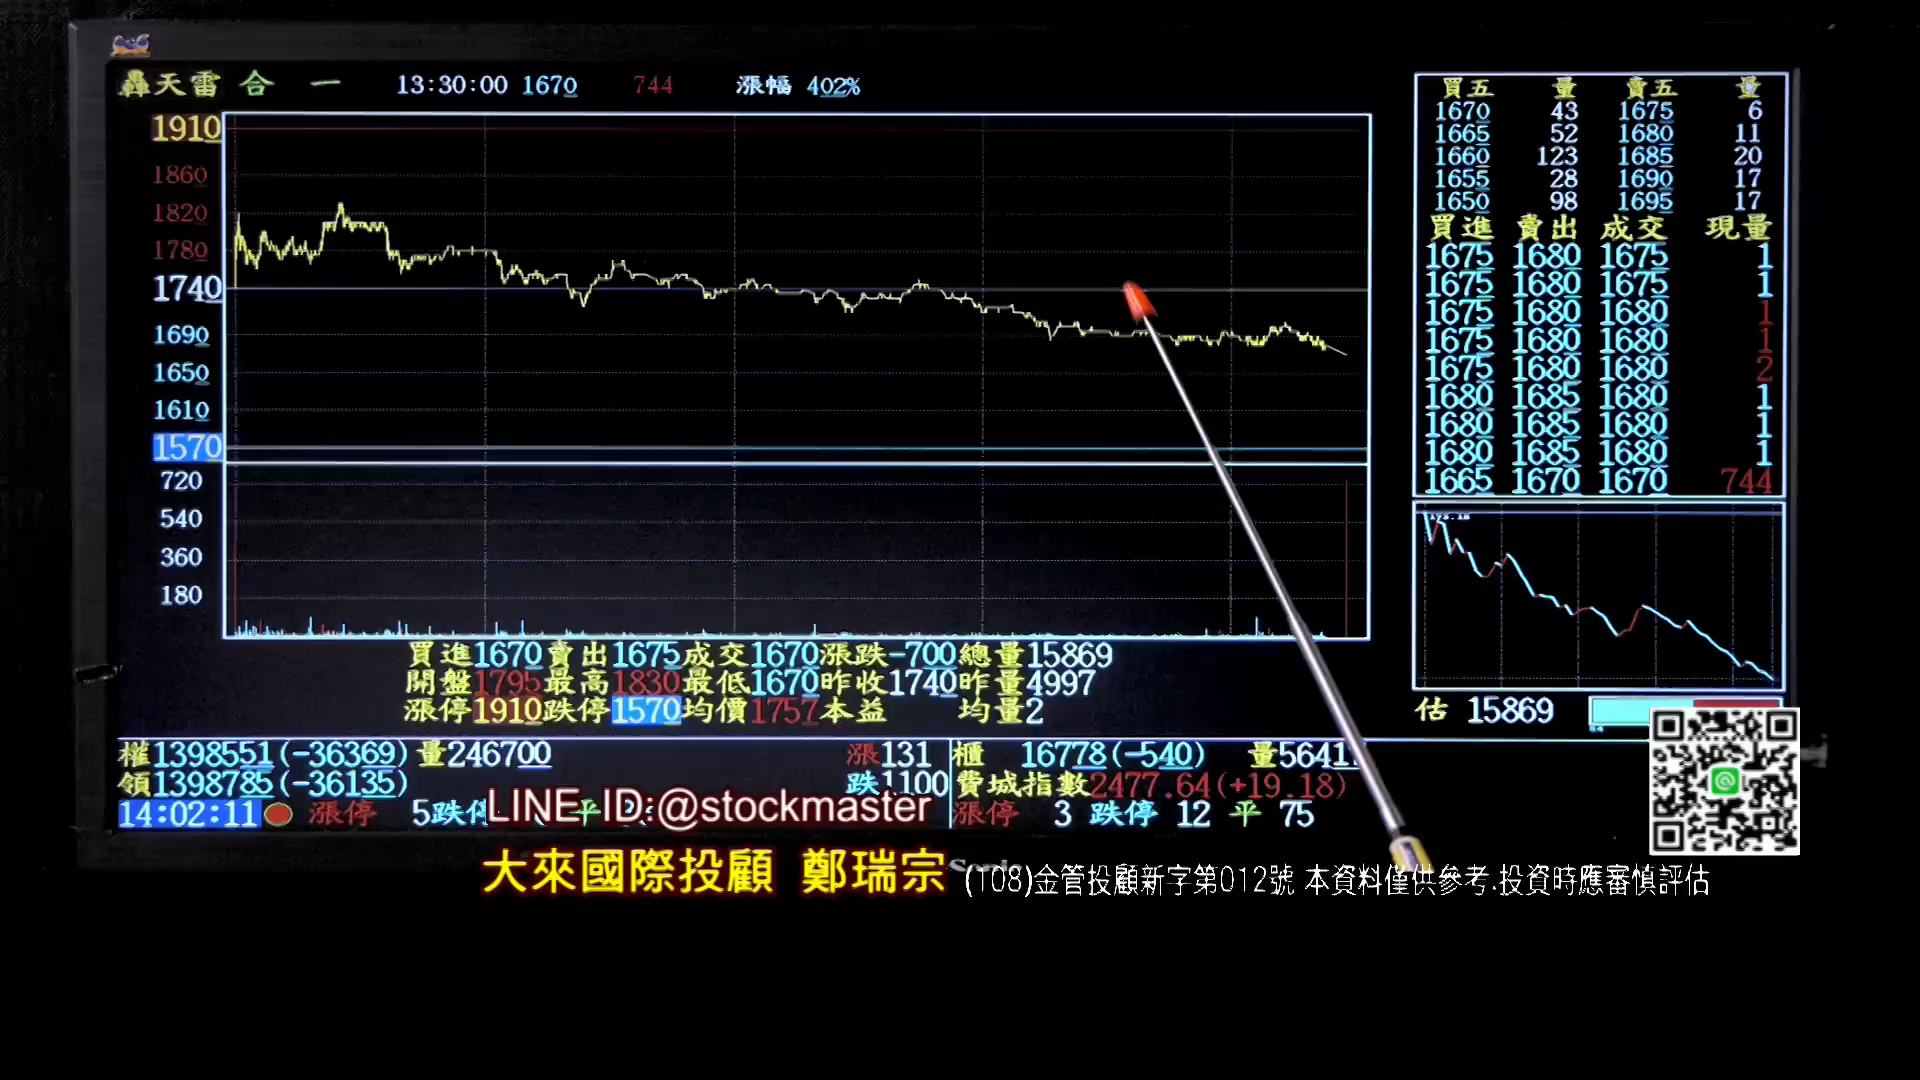 轟天雷 合 一 13:30:00 1670 744 漲幅 402%
1910
1860
1820
1780
1740
1690
1650
1610
1570
720
540
360
180
買五 量 賣五 量
1670 43 1675 6
1665 52 1680 11
1660 123 1685 20
1655 28 1690 17
1650 98 1695 17
買進 賣出 成交 現量
1675 1680 1675 1
1675 1680 1675 1
1675 1680 1680 1
1675 1680 1680 1
1675 1680 1680 2
1680 1685 1680 1
1680 1685 1680 1
1680 1685 1680 1
1665 1670 1670 744
買進1670賣出1675成交1670漲跌-700總量15869
開盤1795最高1830最低1670昨收1740昨量4997
漲停1910跌停1570均價1757本益 均量2
估 15869
權1398551(-36369)量246700 漲131
領1398785(-36135) 跌1100
14:02:11 漲停 5跌停 平
櫃 16778(-540) 量5641
費城指數2477.64(+19.18)
漲停 3 跌停 12 平 75
LINE ID:@stockmaster
大來國際投顧 鄭瑞宗
(108)金管投顧新字第012號 本資料僅供參考.投資時應審慎評估